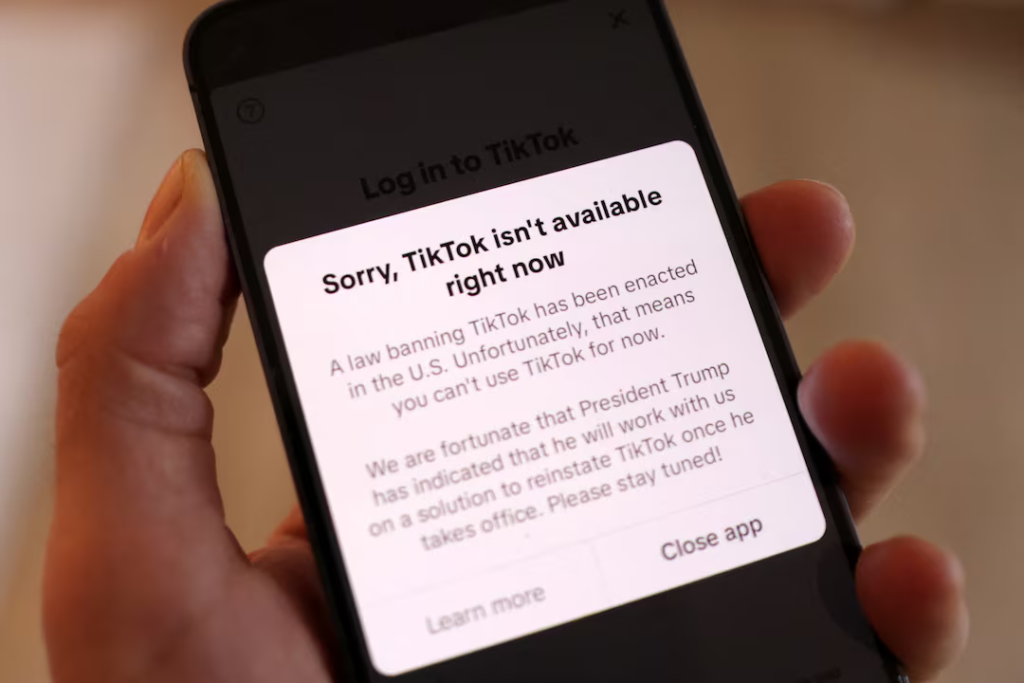 Log in to TikTok
Sorry, TikTok isn't available
right now
A law banning TikTok has been enacted
in the U.S. Unfortunately, that means
you can't use TikTok for now.
We are fortunate that President Trump
has indicated that he will work with us
on a solution to reinstate TikTok once he
takes office. Please stay tuned!
Learn more
Close app